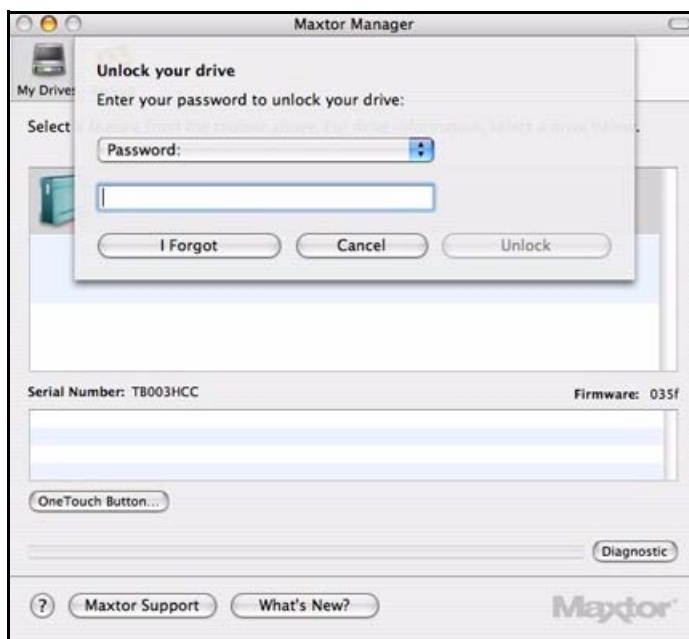 Maxtor Manager
Unlock your drive
Enter your password to unlock your drive:
My Drive
Select
Password:
I Forgot
Cancel
Unlock
Serial Number: TB003HCC
Firmware: 035f
OneTouch Button...
Diagnostic
?
Maxtor Support
What's New?
Maxtor